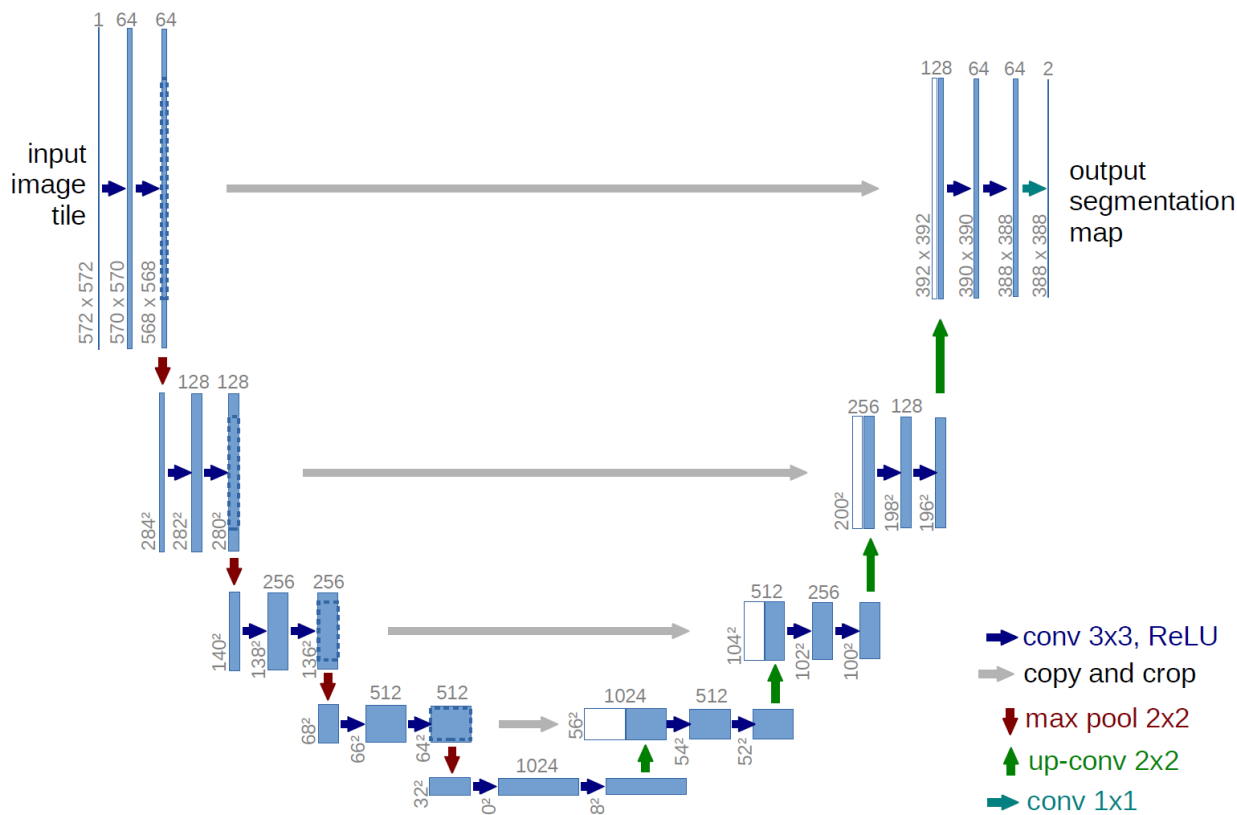 1 64 64
128 64 64 2
input
image
tile
output
segmentation
map
572 x 572
570 x 570
568 x 568
392 x 392
390 x 390
388 x 388
388 x 388
128 128
256 128
284²
282²
280²
200²
198²
196²
256 256
512 256
140²
138²
136²
104²
102²
100²
512 512
1024 512
68²
66²
64²
56²
54²
52²
1024
32²
0²
8²
conv 3x3, ReLU
copy and crop
max pool 2x2
up-conv 2x2
conv 1x1